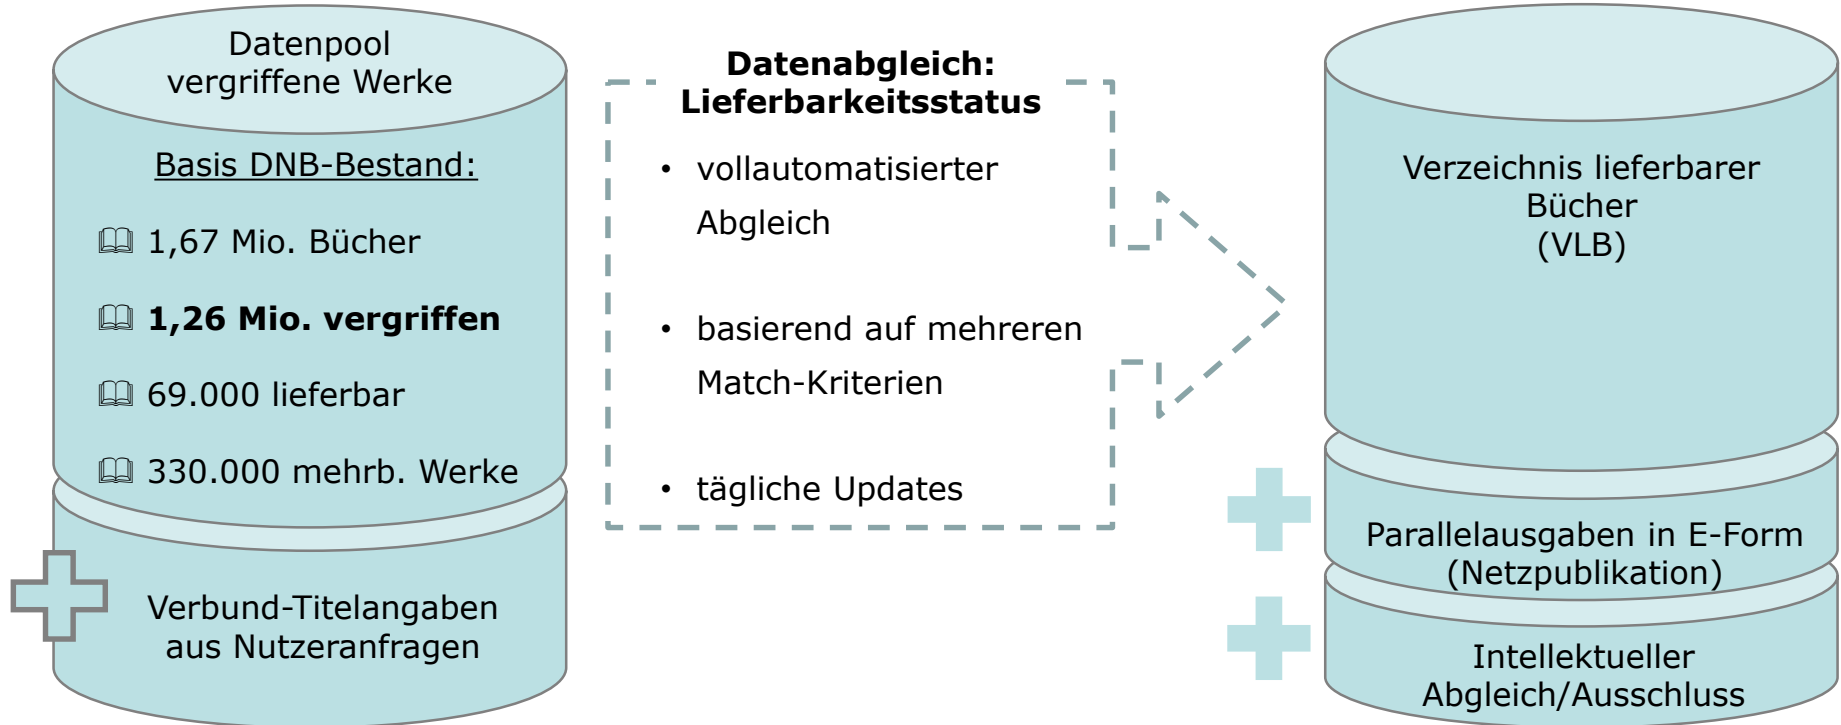 Datenpool
vergriffene Werke
Basis DNB-Bestand:
1,67 Mio. Bücher
1,26 Mio. vergriffen
69.000 lieferbar
330.000 mehrb. Werke
Verbund-Titelangaben
aus Nutzeranfragen
Datenabgleich:
Lieferbarkeitsstatus
• vollautomatisierter
Abgleich
• basierend auf mehreren
Match-Kriterien
• tägliche Updates
Verzeichnis lieferbarer
Bücher
(VLB)
Parallelausgaben in E-Form
(Netzpublikation)
Intellektueller
Abgleich/Ausschluss